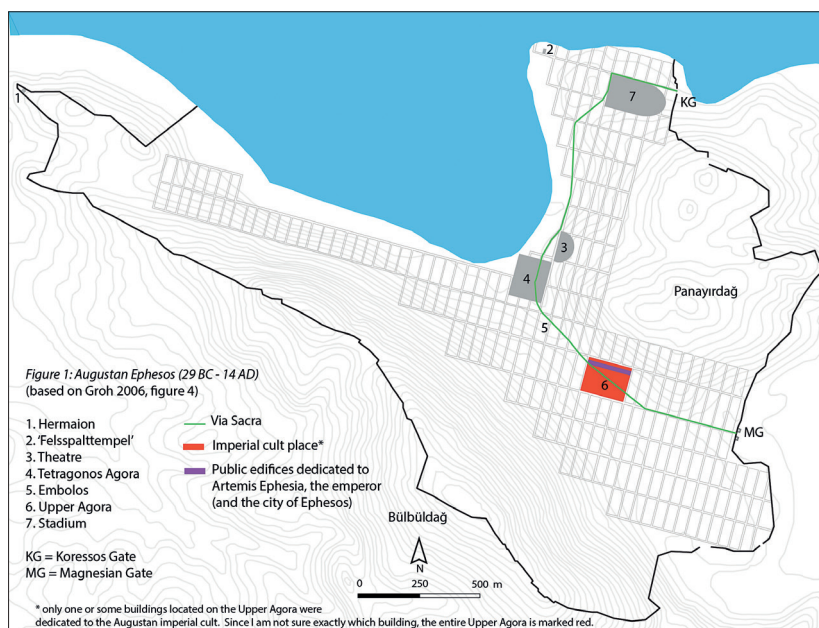 1
2
7
KG
3
4
Panayırdağ
5
6
MG
Figure 1: Augustan Ephesos (29 BC - 14 AD)
(based on Groh 2006, figure 4)
1. Hermaion
2. 'Felsspalttempel'
3. Theatre
4. Tetragonos Agora
5. Embolos
6. Upper Agora
7. Stadium
KG = Koressos Gate
MG = Magnesian Gate
Via Sacra
Imperial cult place*
Public edifices dedicated to
Artemis Ephesia, the emperor
(and the city of Ephesos)
Bülbüldağ
N
0 250 500 m
* only one or some buildings located on the Upper Agora were
dedicated to the Augustan imperial cult. Since I am not sure exactly which building, the entire Upper Agora is marked red.